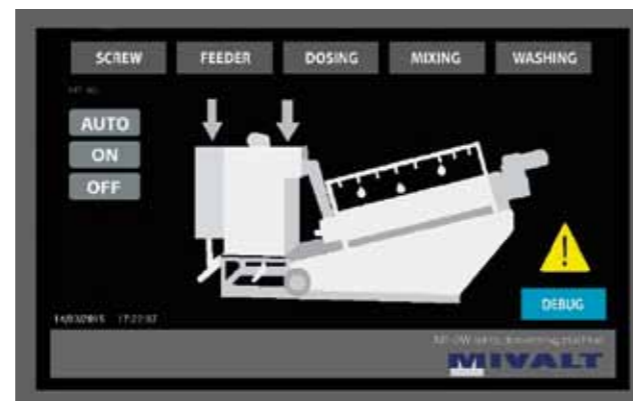 SCREW FEEDER DOSING MIXING WASHING
AUTO
ON
OFF
DEBUG
MIVALT